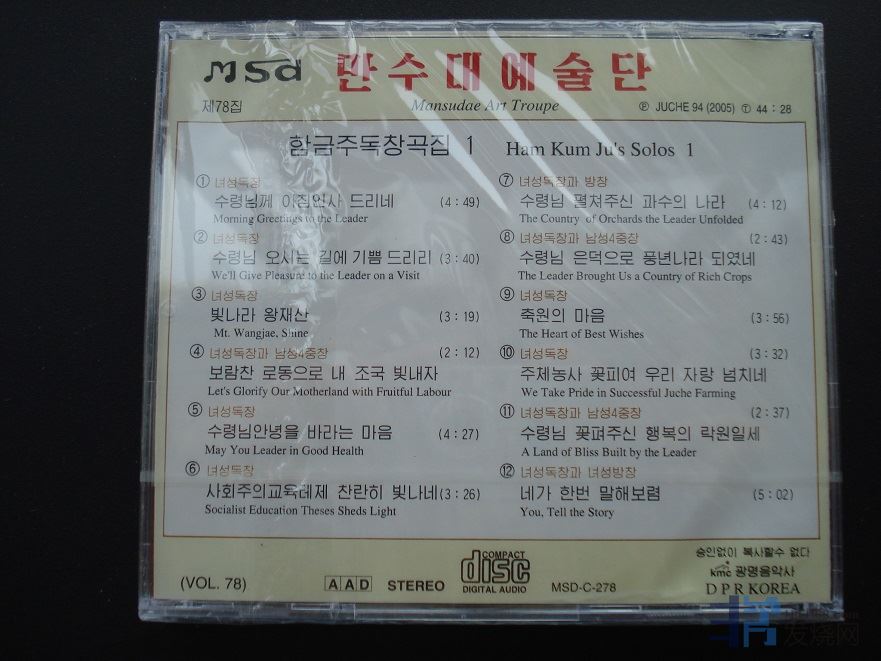 msd 만수대예술단
제78집 Mansudae Art Troupe Ⓟ JUCHE 94 (2005) Ⓣ 44 : 28
함금주독창곡집 1 Ham Kum Ju's Solos 1
① 녀성독창
수령님께 아침인사 드리네 (4:49)
Morning Greetings to the Leader
② 녀성독창
수령님 오시는 길에 기쁨 드리리 (3:40)
We'll Give Pleasure to the Leader on a Visit
③ 녀성독창
빛나라 왕재산 (3:19)
Mt. Wangjae, Shine
④ 녀성독창과 남성4중창 (2:12)
보람찬 로동으로 내 조국 빛내자
Let's Glorify Our Motherland with Fruitful Labour
⑤ 녀성독창
수령님안녕을 바라는 마음 (4:27)
May You Leader in Good Health
⑥ 녀성독창
사회주의교육테제 찬란히 빛나네 (3:26)
Socialist Education Theses Sheds Light
⑦ 녀성독창과 방창
수령님 펼쳐주신 과수의 나라 (4:12)
The Country of Orchards the Leader Unfolded
⑧ 녀성독창과 남성4중창 (2:43)
수령님 은덕으로 풍년나라 되였네
The Leader Brought Us a Country of Rich Crops
⑨ 녀성독창
축원의 마음 (3:56)
The Heart of Best Wishes
⑩ 녀성독창 (3:32)
주체농사 꽃피여 우리 자랑 넘치네
We Take Pride in Successful Juche Farming
⑪ 녀성독창과 남성4중창 (2:37)
수령님 꽃펴주신 행복의 락원일세
A Land of Bliss Built by the Leader
⑫ 녀성독창과 녀성방창
네가 한번 말해보렴 (5:02)
You, Tell the Story
승인없이 복사할수 없다
kmc 광명음악사
D P R KOREA
(VOL. 78) A A D STEREO COMPACT disc DIGITAL AUDIO MSD-C-278
发烧网